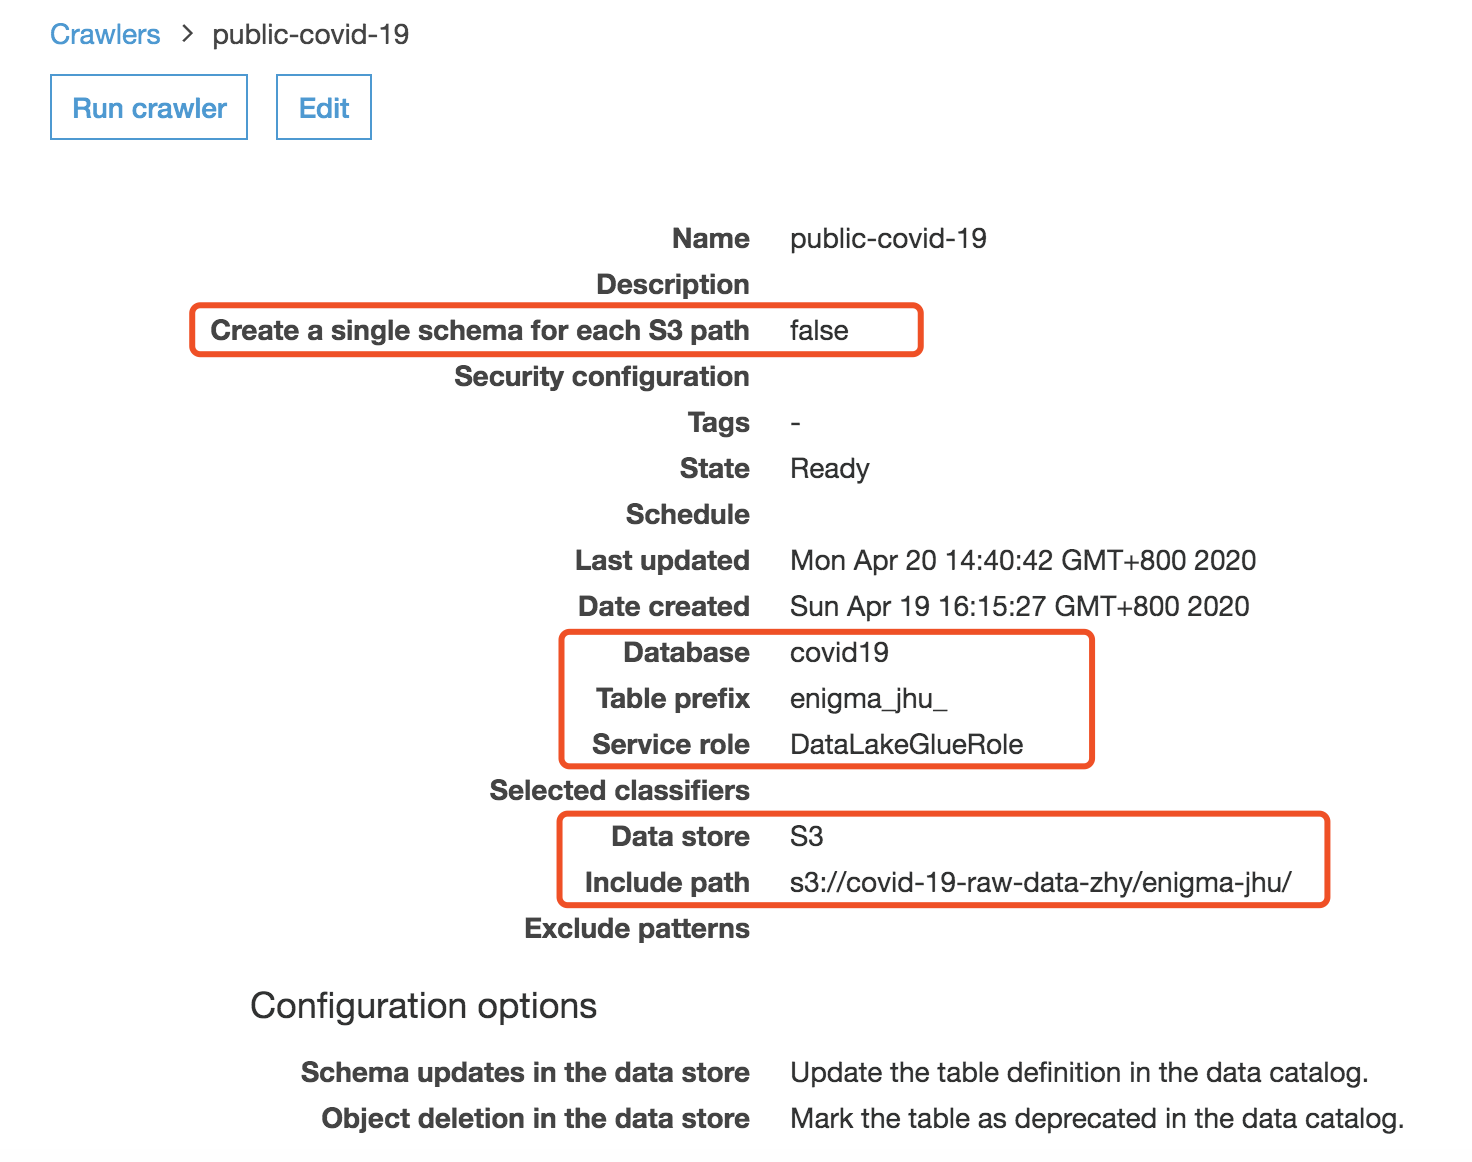 Crawlers > public-covid-19
Run crawler Edit
Name public-covid-19
Description
Create a single schema for each S3 path false
Security configuration
Tags -
State Ready
Schedule
Last updated Mon Apr 20 14:40:42 GMT+800 2020
Date created Sun Apr 19 16:15:27 GMT+800 2020
Database covid19
Table prefix enigma_jhu_
Service role DataLakeGlueRole
Selected classifiers
Data store S3
Include path s3://covid-19-raw-data-zhy/enigma-jhu/
Exclude patterns
Configuration options
Schema updates in the data store Update the table definition in the data catalog.
Object deletion in the data store Mark the table as deprecated in the data catalog.